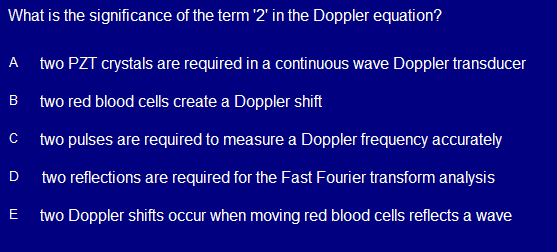 What is the significance of the term '2' in the Doppler equation?
A two PZT crystals are required in a continuous wave Doppler transducer
B two red blood cells create a Doppler shift
C two pulses are required to measure a Doppler frequency accurately
D two reflections are required for the Fast Fourier transform analysis
E two Doppler shifts occur when moving red blood cells reflects a wave